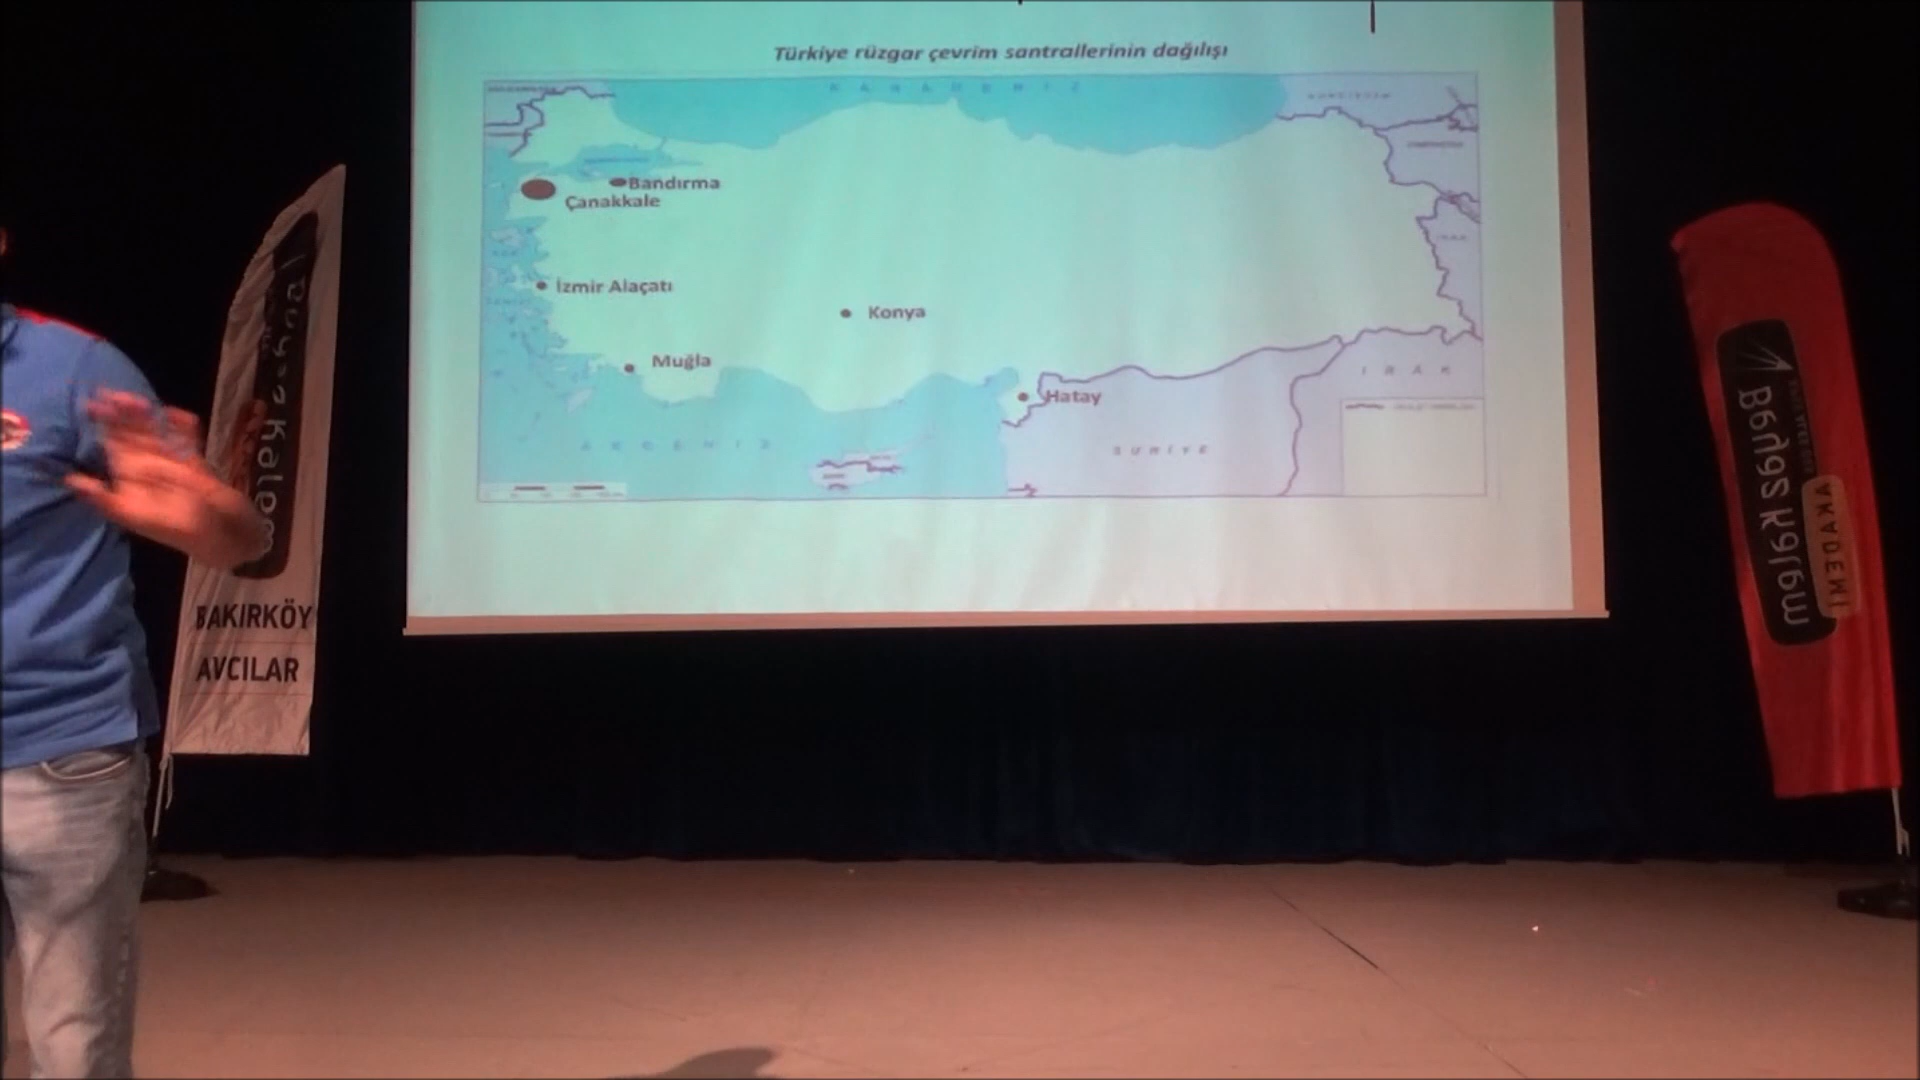 Türkiye rüzgar çevrim santrallerinin dağılışı
K A R A D E N İ Z
Bandırma
Çanakkale
İzmir Alaçatı
Konya
Muğla
Hatay
I R A K
A K D E N İ Z
S U R İ Y E
BAKIRKÖY
AVCILAR
AKADEMİ